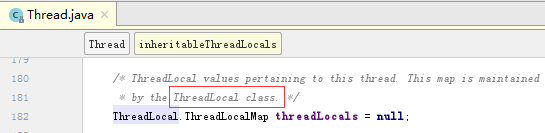 Thread.java ×
Thread inheritableThreadLocals
179
180 /* ThreadLocal values pertaining to this thread. This map is maintained
181 * by the ThreadLocal class. */
182 ThreadLocal.ThreadLocalMap threadLocals = null;